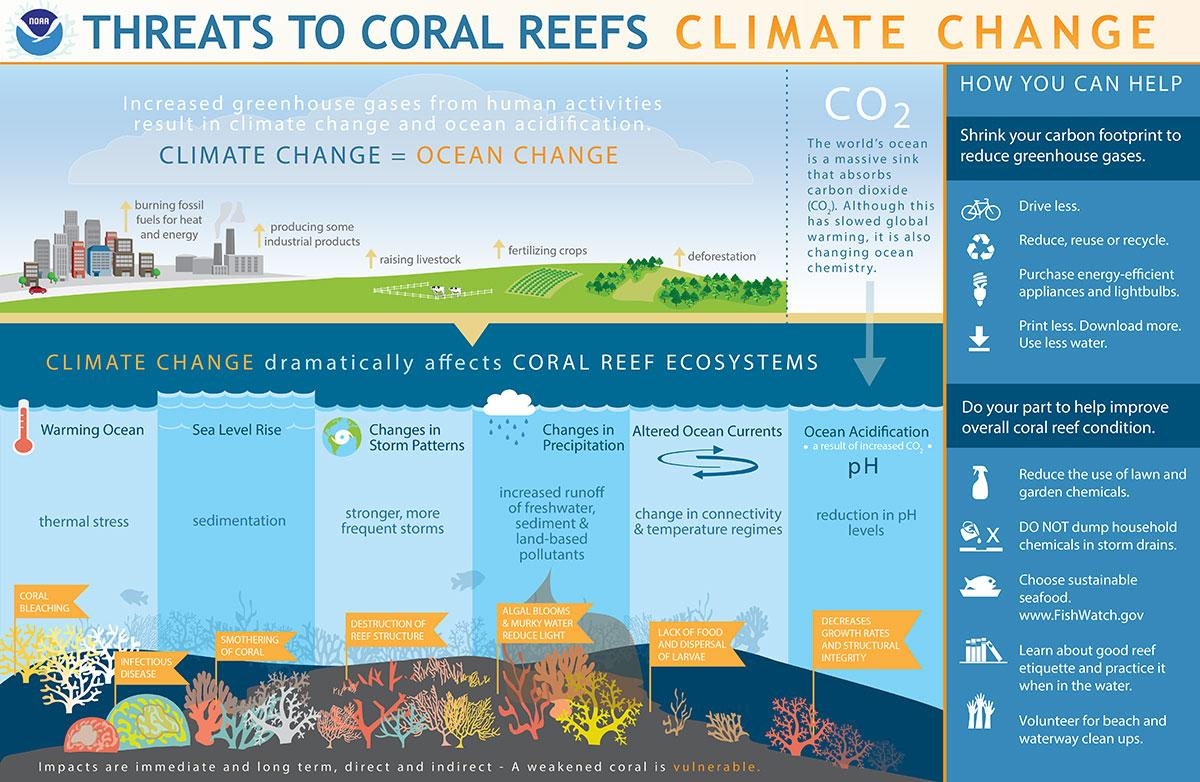 NOAA
THREATS TO CORAL REEFS CLIMATE CHANGE
Increased greenhouse gases from human activities
result in climate change and ocean acidification.
CLIMATE CHANGE = OCEAN CHANGE
burning fossil
fuels for heat
and energy
producing some
industrial products
raising livestock
fertilizing crops
deforestation
CO2
The world's ocean
is a massive sink
that absorbs
carbon dioxide
(CO2). Although this
has slowed global
warming, it is also
changing ocean
chemistry.
CLIMATE CHANGE dramatically affects CORAL REEF ECOSYSTEMS
Warming Ocean
thermal stress
Sea Level Rise
sedimentation
Changes in
Storm Patterns
stronger, more
frequent storms
Changes in
Precipitation
increased runoff
of freshwater,
sediment &
land-based
pollutants
Altered Ocean Currents
change in connectivity
& temperature regimes
Ocean Acidification
• a result of increased CO2 •
pH
reduction in pH
levels
CORAL
BLEACHING
INFECTIOUS
DISEASE
SMOTHERING
OF CORAL
DESTRUCTION OF
REEF STRUCTURE
ALGAL BLOOMS
& MURKY WATER
REDUCE LIGHT
LACK OF FOOD
AND DISPERSAL
OF LARVAE
DECREASES
GROWTH RATES
AND STRUCTURAL
INTEGRITY
Impacts are immediate and long term, direct and indirect - A weakened coral is vulnerable.
HOW YOU CAN HELP
Shrink your carbon footprint to
reduce greenhouse gases.
Drive less.
Reduce, reuse or recycle.
Purchase energy-efficient
appliances and lightbulbs.
Print less. Download more.
Use less water.
Do your part to help improve
overall coral reef condition.
Reduce the use of lawn and
garden chemicals.
X
DO NOT dump household
chemicals in storm drains.
Choose sustainable
seafood.
www.FishWatch.gov
Learn about good reef
etiquette and practice it
when in the water.
Volunteer for beach and
waterway clean ups.